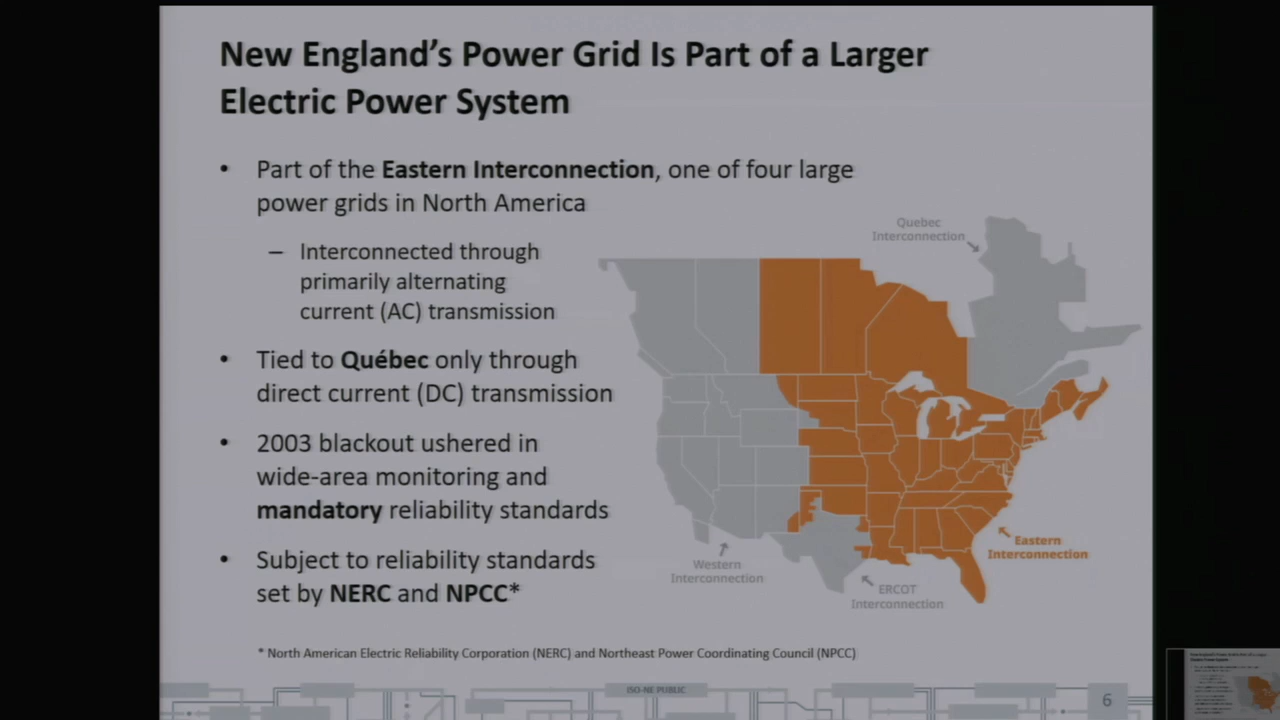 New England's Power Grid Is Part of a Larger
Electric Power System
• Part of the Eastern Interconnection, one of four large
power grids in North America
– Interconnected through
primarily alternating
current (AC) transmission
• Tied to Québec only through
direct current (DC) transmission
• 2003 blackout ushered in
wide-area monitoring and
mandatory reliability standards
• Subject to reliability standards
set by NERC and NPCC*
Quebec
Interconnection
Eastern
Interconnection
Western
Interconnection
ERCOT
Interconnection
* North American Electric Reliability Corporation (NERC) and Northeast Power Coordinating Council (NPCC)
ISO-NE PUBLIC
6